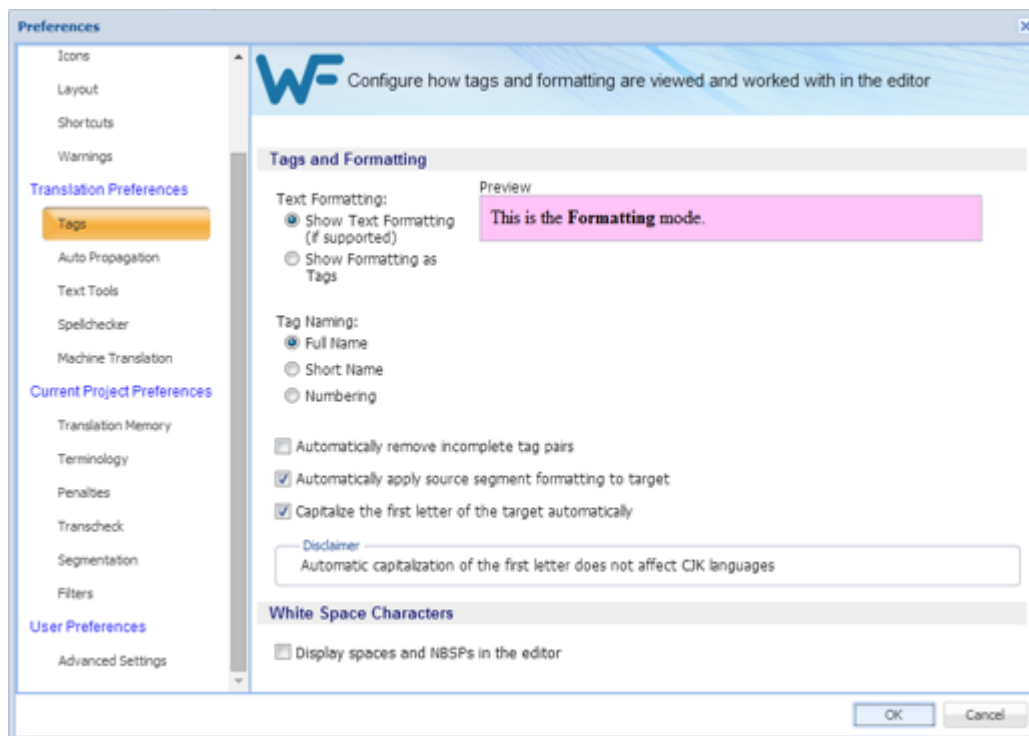 Preferences
Icons
Layout
Shortcuts
Warnings
Translation Preferences
Tags
Auto Propagation
Text Tools
Spellchecker
Machine Translation
Current Project Preferences
Translation Memory
Terminology
Penalties
Transcheck
Segmentation
Filters
User Preferences
Advanced Settings
WF
Configure how tags and formatting are viewed and worked with in the editor
Tags and Formatting
Text Formatting:
Show Text Formatting
(if supported)
Show Formatting as
Tags
Preview
This is the Formatting mode.
Tag Naming:
Full Name
Short Name
Numbering
Automatically remove incomplete tag pairs
Automatically apply source segment formatting to target
Capitalize the first letter of the target automatically
Disclaimer
Automatic capitalization of the first letter does not affect CJK languages
White Space Characters
Display spaces and NBSPs in the editor
OK
Cancel